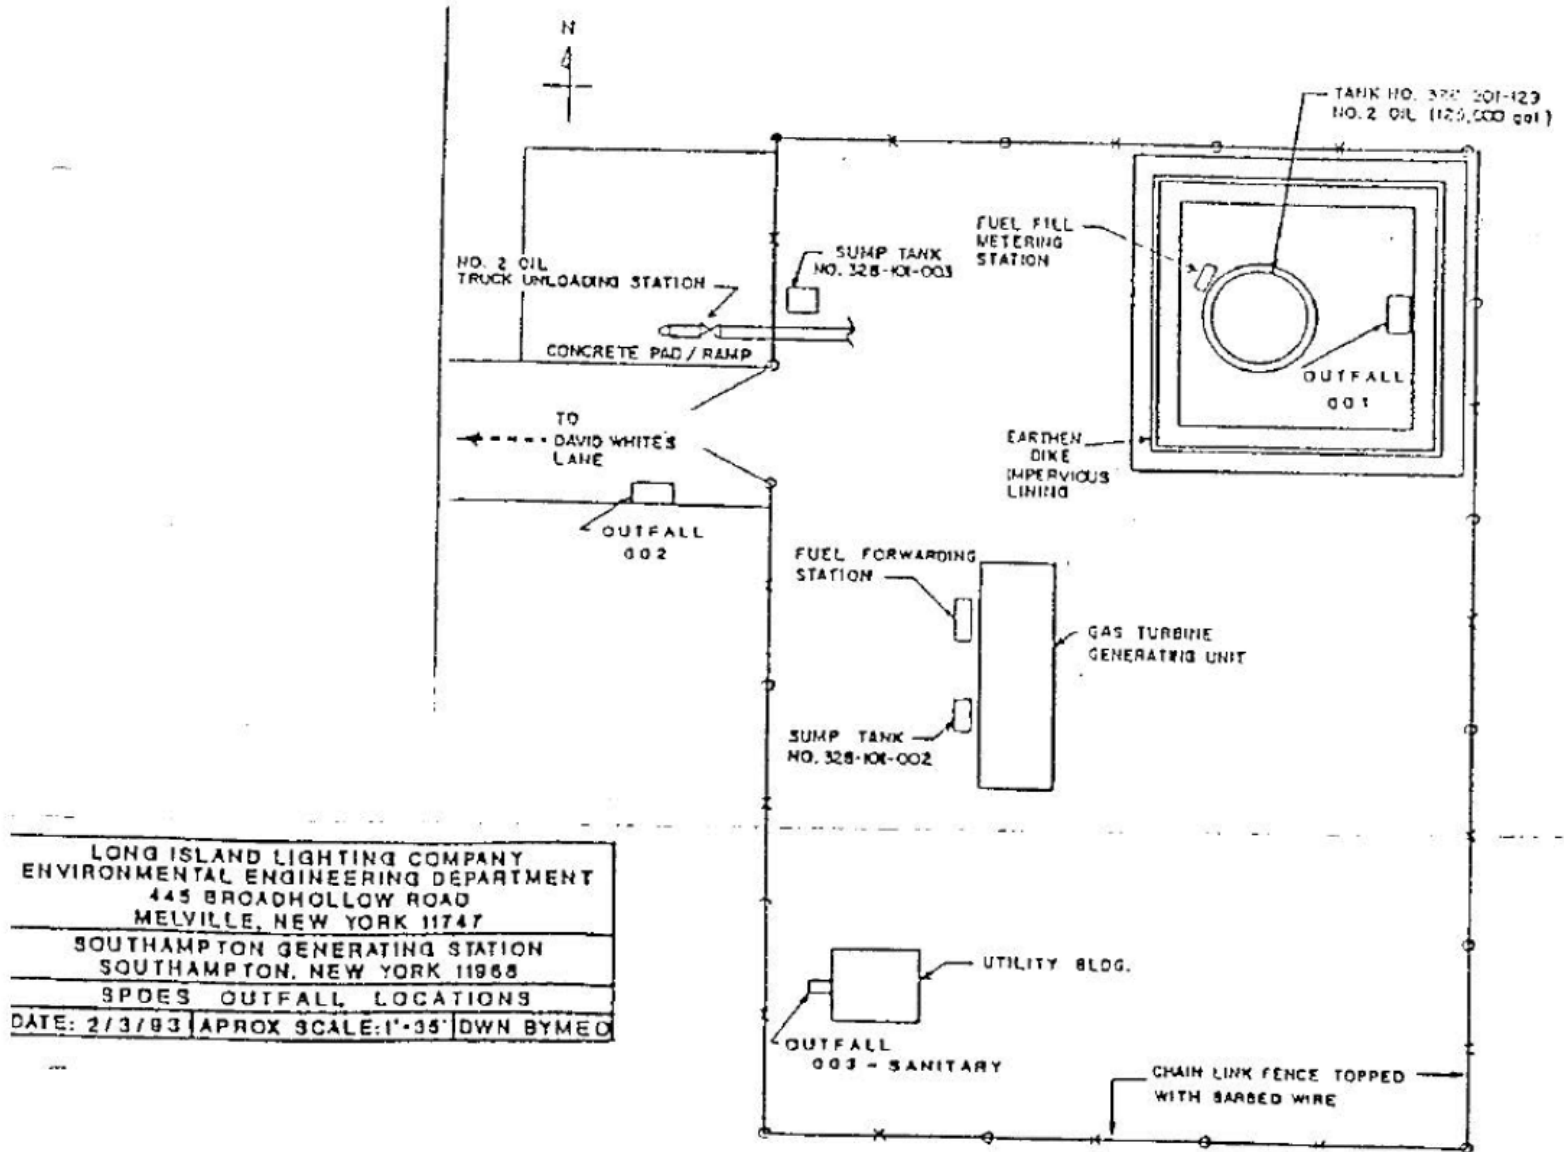 N
TANK NO.
NO. 2 OIL
FUEL FILL
METERING
STATION
SUMP TANK
NO. 328-101-003
NO. 2 OIL
TRUCK UNLOADING STATION
CONCRETE PAD / RAMP
OUTFALL
001
TO
DAVID WHITES
LANE
EARTHEN
DIKE
IMPERVIOUS
LINING
OUTFALL
002
FUEL FORWARDING
STATION
GAS TURBINE
GENERATING UNIT
SUMP TANK
NO. 328-101-002
LONG ISLAND LIGHTING COMPANY
ENVIRONMENTAL ENGINEERING DEPARTMENT
445 BROADHOLLOW ROAD
MELVILLE, NEW YORK 11747
SOUTHAMPTON GENERATING STATION
SOUTHAMPTON, NEW YORK 11968
SPDES OUTFALL LOCATIONS
DATE: 2/3/93 APROX SCALE: 1"=35' DWN BY MEO
UTILITY BLDG.
OUTFALL
003 - SANITARY
CHAIN LINK FENCE TOPPED
WITH BARBED WIRE